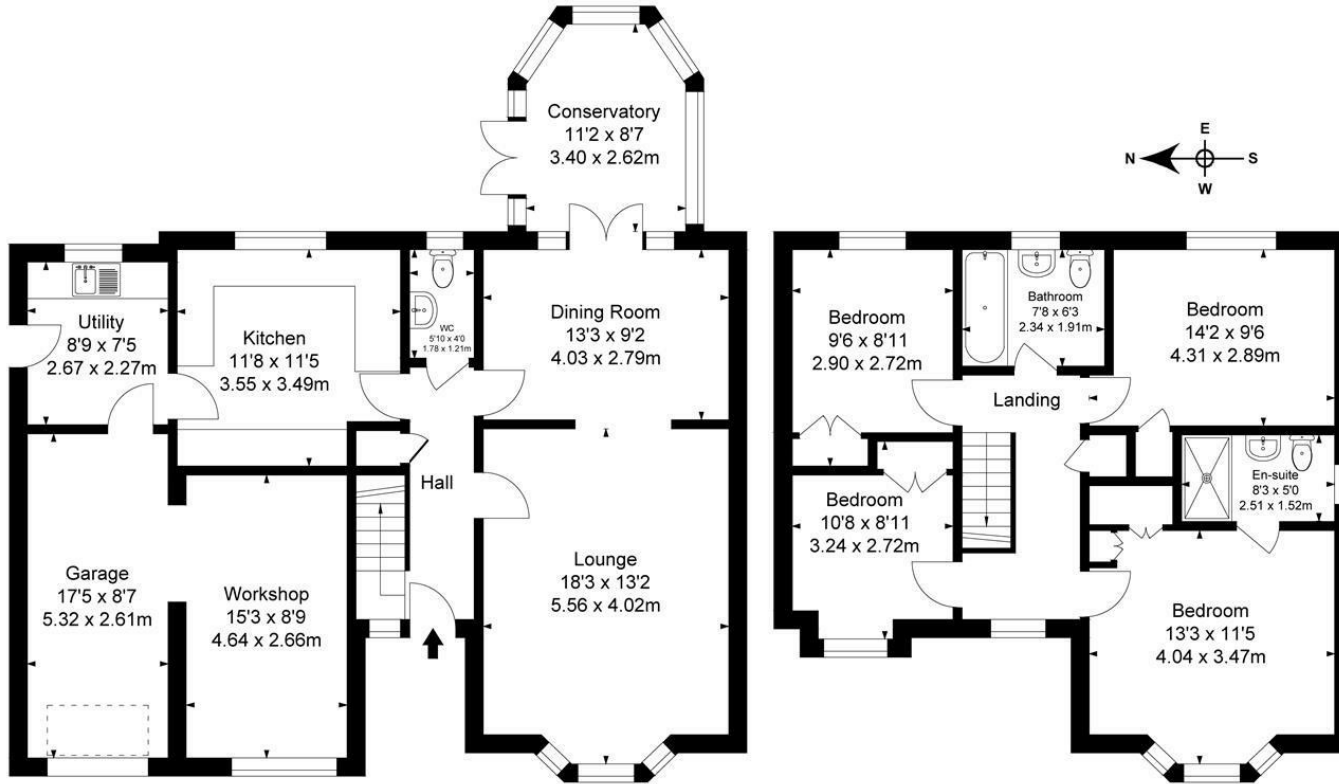 Conservatory
11'2 x 8'7
3.40 x 2.62m
Utility
8'9 x 7'5
2.67 x 2.27m
Kitchen
11'8 x 11'5
3.55 x 3.49m
WC
5'10 x 4'0
1.78 x 1.21m
Dining Room
13'3 x 9'2
4.03 x 2.79m
Hall
Garage
17'5 x 8'7
5.32 x 2.61m
Workshop
15'3 x 8'9
4.64 x 2.66m
Lounge
18'3 x 13'2
5.56 x 4.02m
E
N
S
W
Bedroom
9'6 x 8'11
2.90 x 2.72m
Bathroom
7'8 x 6'3
2.34 x 1.91m
Bedroom
14'2 x 9'6
4.31 x 2.89m
Landing
Bedroom
10'8 x 8'11
3.24 x 2.72m
En-suite
8'3 x 5'0
2.51 x 1.52m
Bedroom
13'3 x 11'5
4.04 x 3.47m